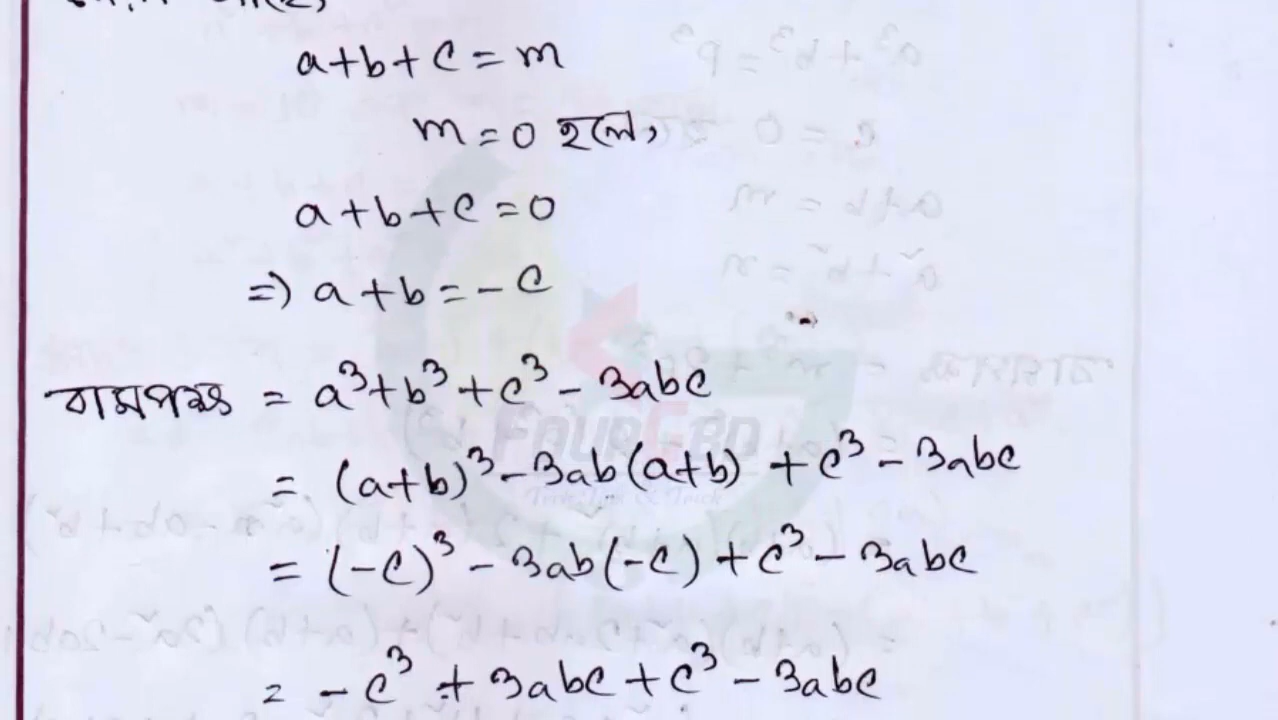 a+b+c=m
m=0 হলে,
a+b+c=0
=> a+b=-c
বামপক্ষ = a³+b³+c³-3abc
= (a+b)³-3ab(a+b) +c³-3abc
= (-c)³-3ab(-c)+c³-3abc
= -c³+3abc+c³-3abc